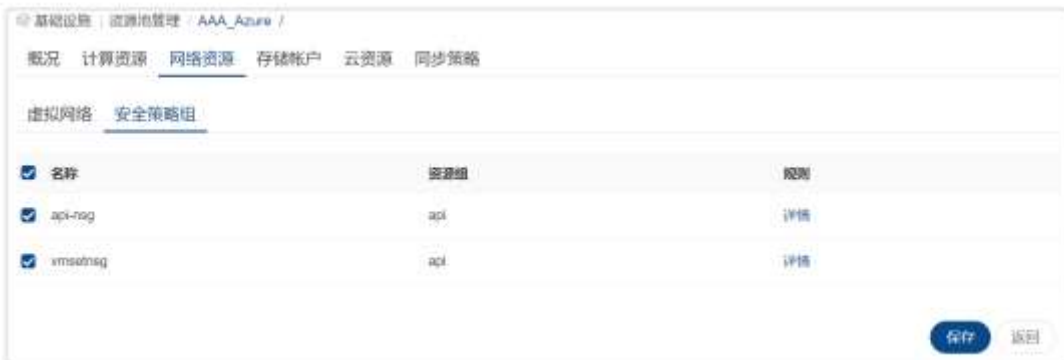 基础设施 | 资源池管理 / AAA_Azure /
概况 计算资源 网络资源 存储帐户 云资源 同步策略
虚拟网络 安全策略组
名称 资源组 规则
api-nsg api 详情
vmsetnsg api 详情
保存 返回